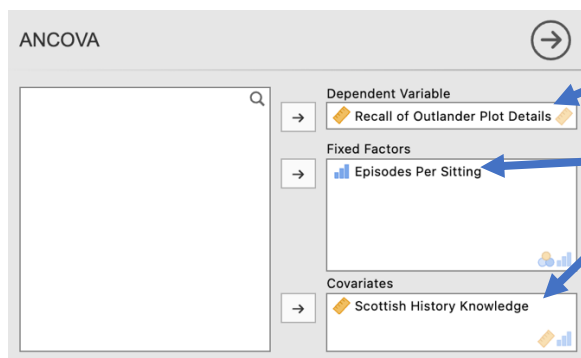 ANCOVA
Dependent Variable
Recall of Outlander Plot Details
Fixed Factors
Episodes Per Sitting
Covariates
Scottish History Knowledge